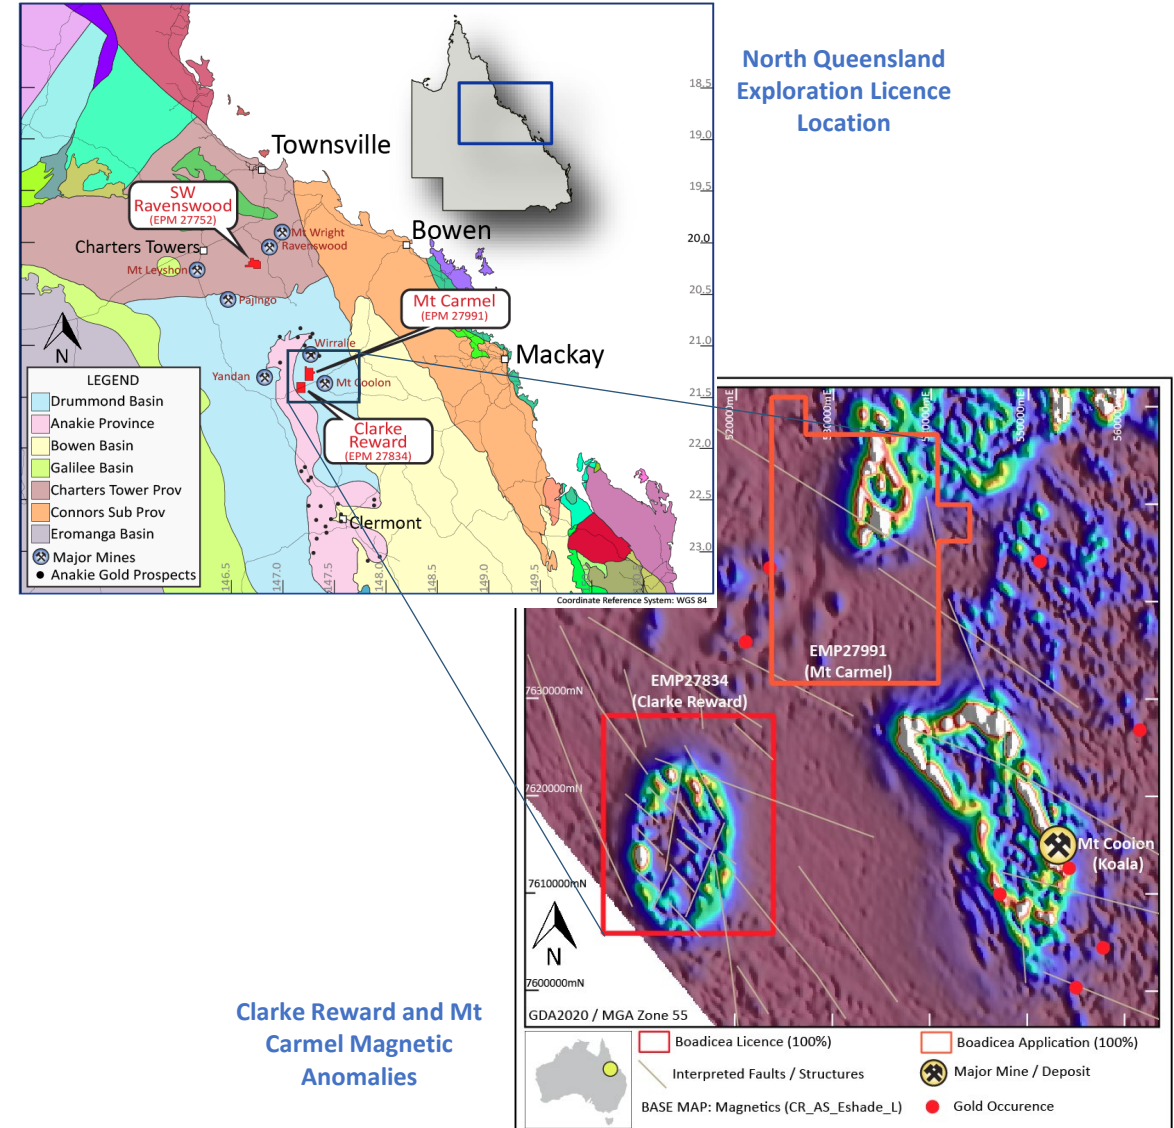 North Queensland
Exploration Licence
Location
18.5
19.0
19.5
20.0
20.5
21.0
21.5
22.0
22.5
23.0
Townsville
SW
Ravenswood
(EPM 27752)
Mt Wright
Ravenswood
Charters Towers
Mt Leyshon
Bowen
Pajingo
Mt Carmel
(EPM 27991)
Wirralie
Mackay
Yandan
Mt Coolon
Clarke
Reward
(EPM 27834)
Clermont
N
LEGEND
Drummond Basin
Anakie Province
Bowen Basin
Galilee Basin
Charters Tower Prov
Connors Sub Prov
Eromanga Basin
Major Mines
Anakie Gold Prospects
146.5
147.0
147.5
148.0
148.5
149.0
149.5
Coordinate Reference System: WGS 84
520000mE
530000mE
540000mE
550000mE
560000mE
EMP27991
(Mt Carmel)
EMP27834
(Clarke Reward)
7630000mN
7620000mN
7610000mN
7600000mN
Mt Coolon
(Koala)
N
GDA2020 / MGA Zone 55
Clarke Reward and Mt
Carmel Magnetic
Anomalies
Boadicea Licence (100%)
Boadicea Application (100%)
Interpreted Faults / Structures
Major Mine / Deposit
BASE MAP: Magnetics (CR_AS_Eshade_L)
Gold Occurence